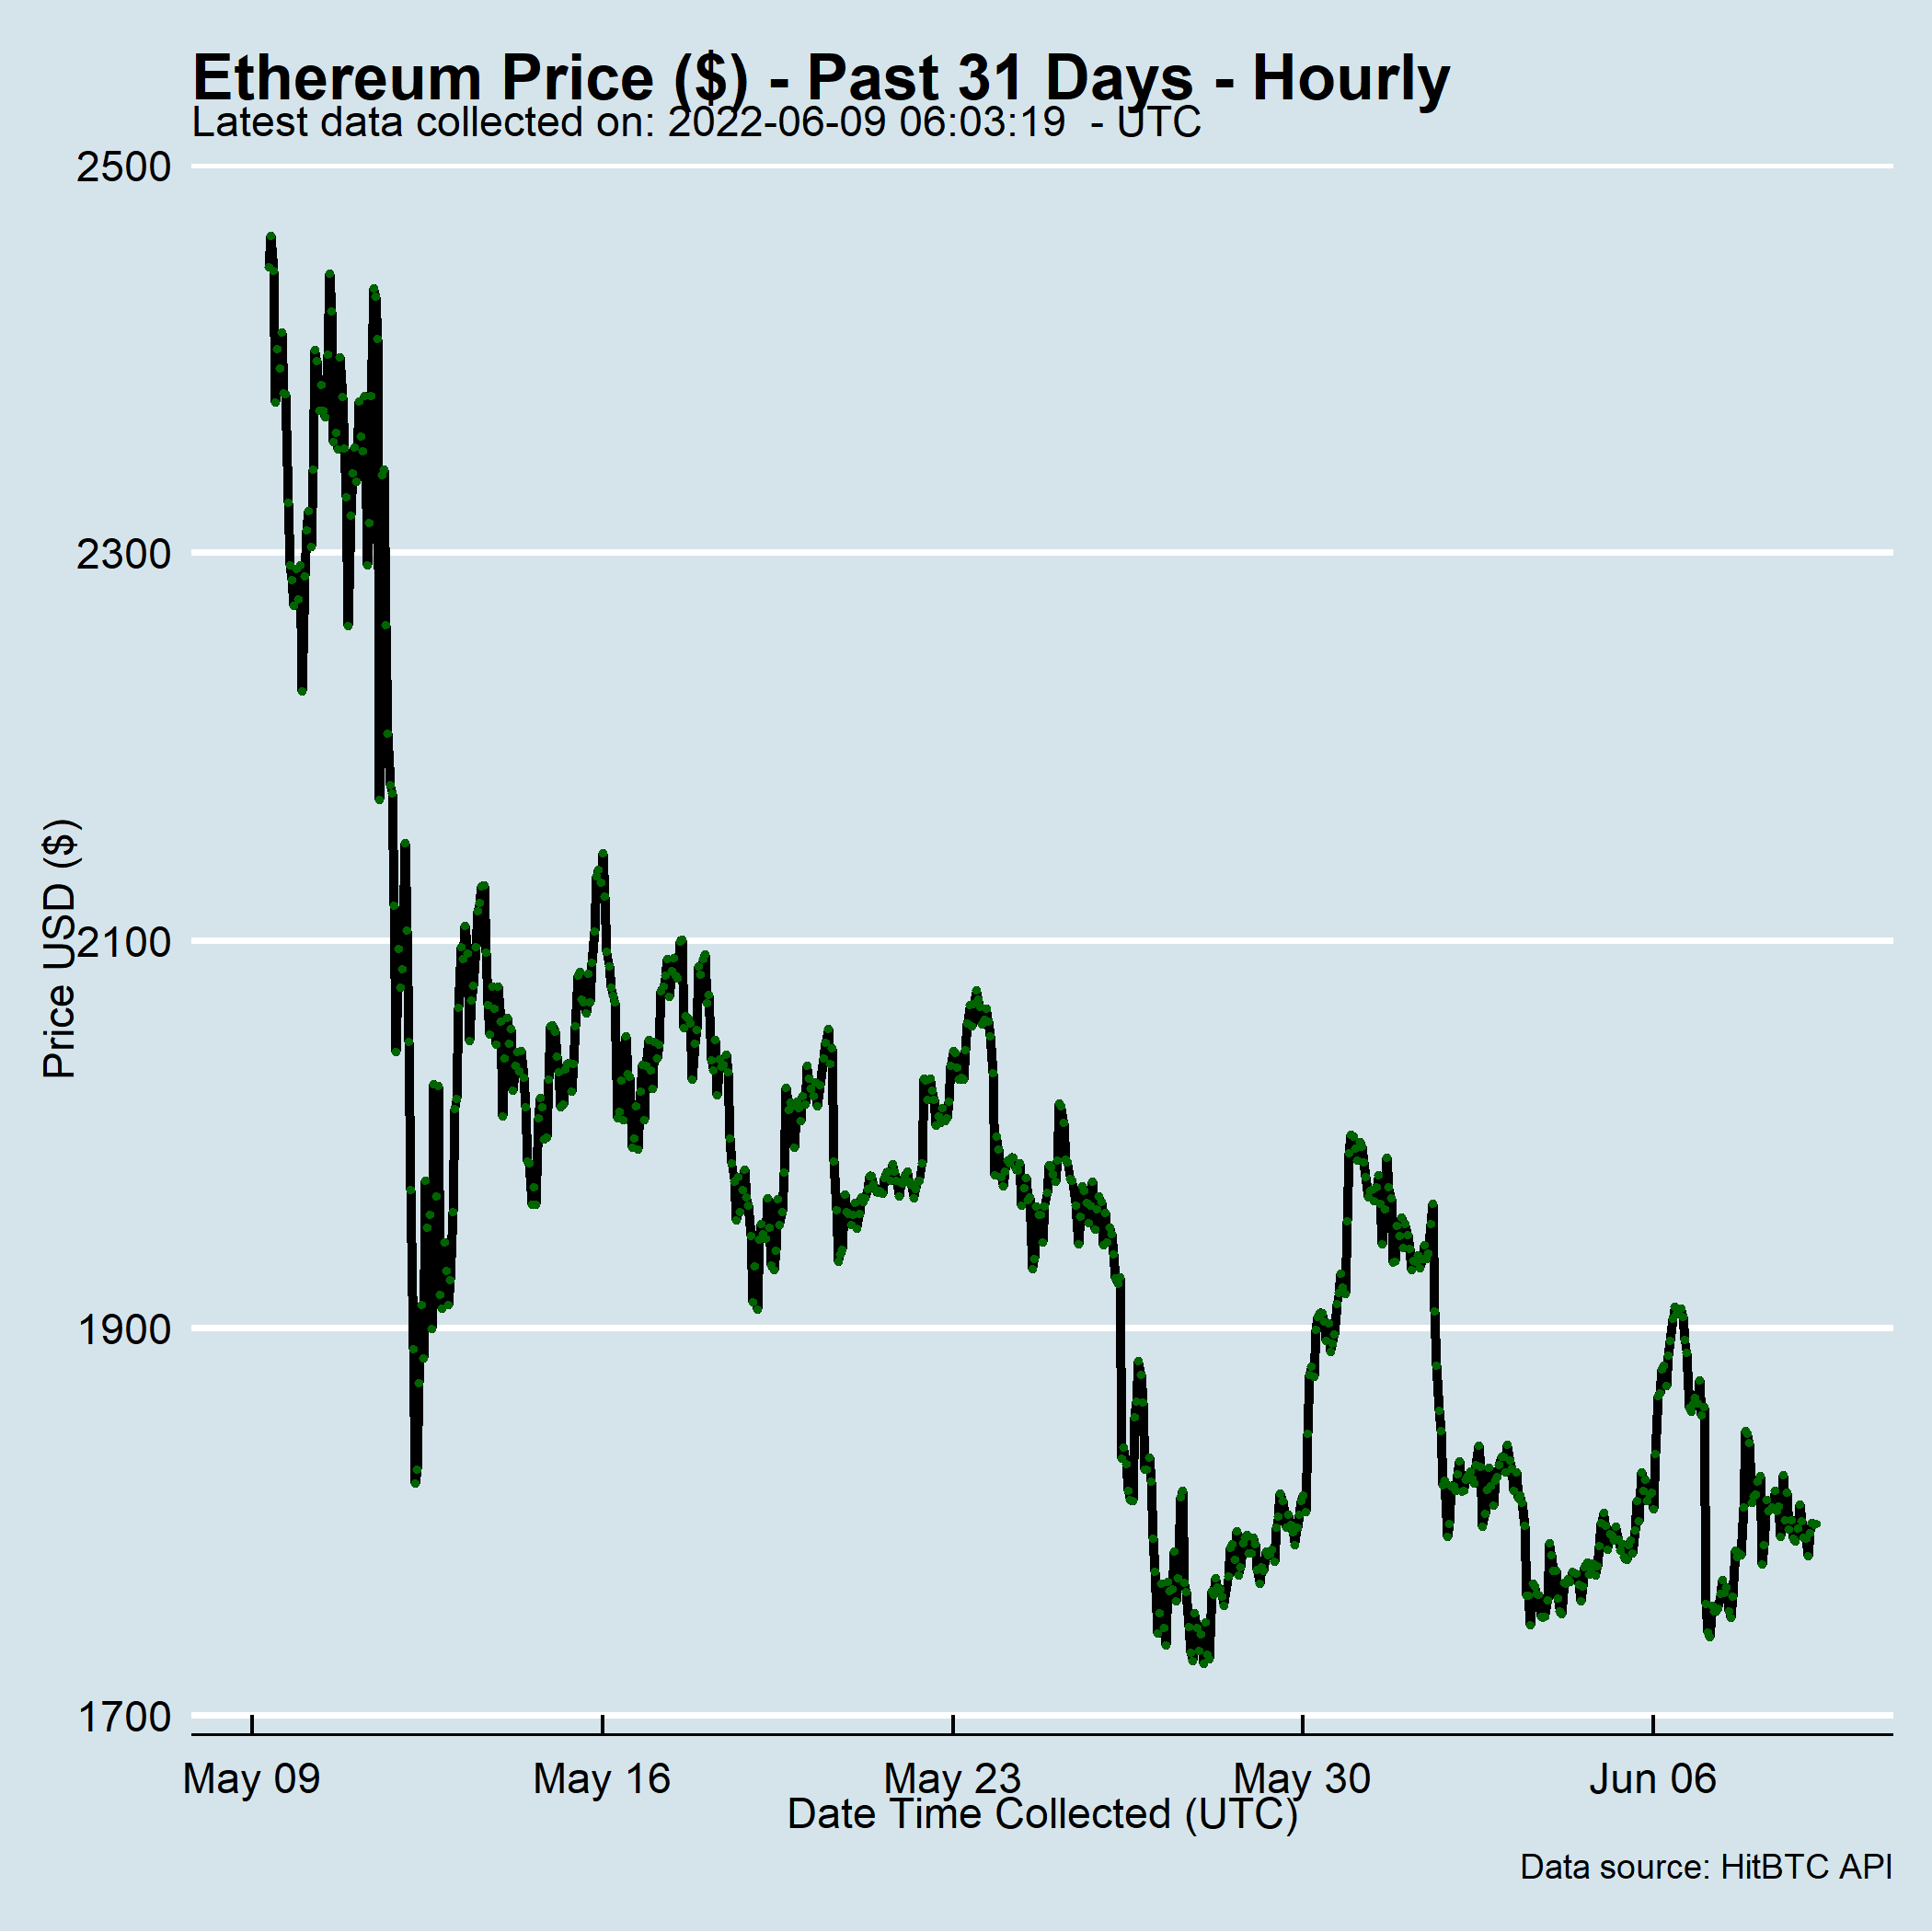 Ethereum Price ($) - Past 31 Days - Hourly
Latest data collected on: 2022-06-09 06:03:19  - UTC
2500
2300
2100
1900
1700
Price USD ($)
May 09
May 16
May 23
May 30
Jun 06
Date Time Collected (UTC)
Data source: HitBTC API